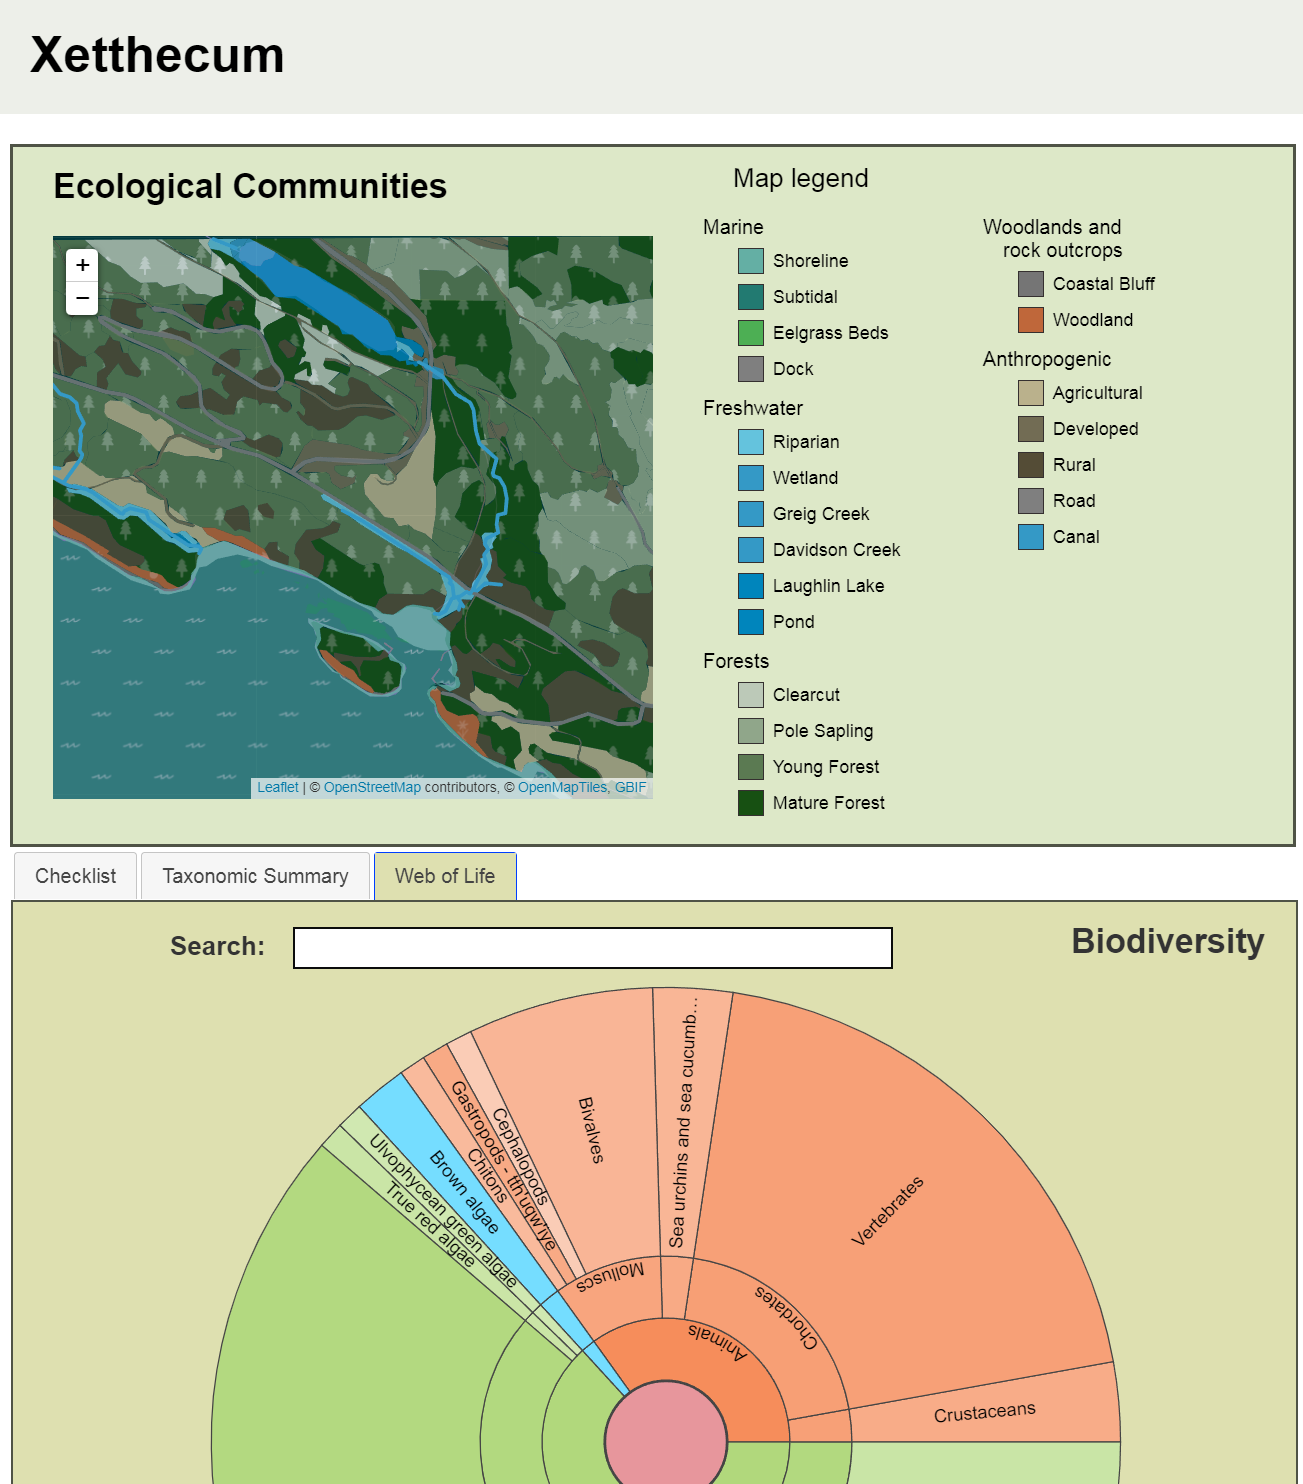 Xetthecum
Ecological Communities
+
−
Leaflet | © OpenStreetMap contributors, © OpenMapTiles, GBIF
Map legend
Marine
Shoreline
Subtidal
Eelgrass Beds
Dock
Freshwater
Riparian
Wetland
Greig Creek
Davidson Creek
Laughlin Lake
Pond
Forests
Clearcut
Pole Sapling
Young Forest
Mature Forest
Woodlands and
rock outcrops
Coastal Bluff
Woodland
Anthropogenic
Agricultural
Developed
Rural
Road
Canal
Checklist
Taxonomic Summary
Web of Life
Search:
Biodiversity
True red algae
Ulvophycean green algae
Brown algae
Chitons
Gastropods - tth'uqw'iye
Cephalopods
Bivalves
Sea urchins and sea cucumb…
Vertebrates
Crustaceans
Molluscs
Chordates
Animals